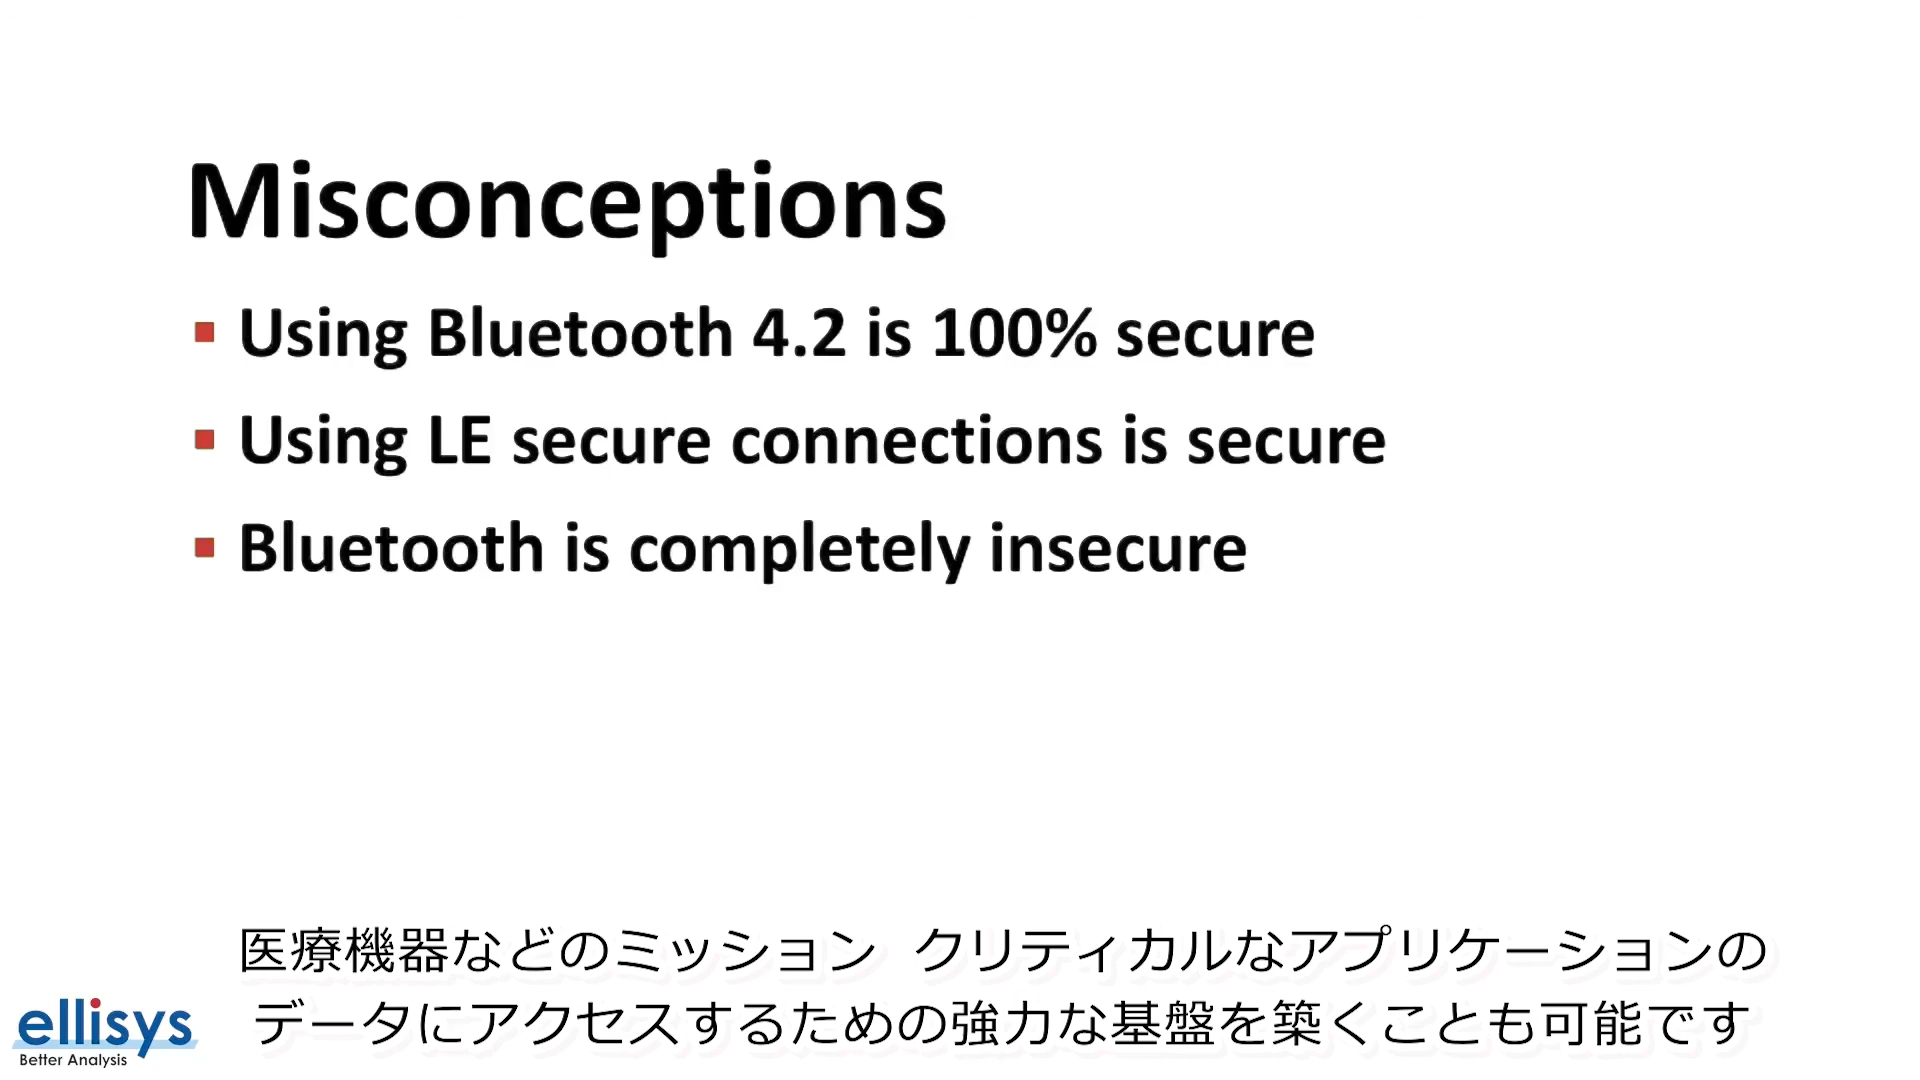 Misconceptions
▪ Using Bluetooth 4.2 is 100% secure
▪ Using LE secure connections is secure
▪ Bluetooth is completely insecure
医療機器などのミッション クリティカルなアプリケーションの
データにアクセスするための強力な基盤を築くことも可能です
ellisys
Better Analysis